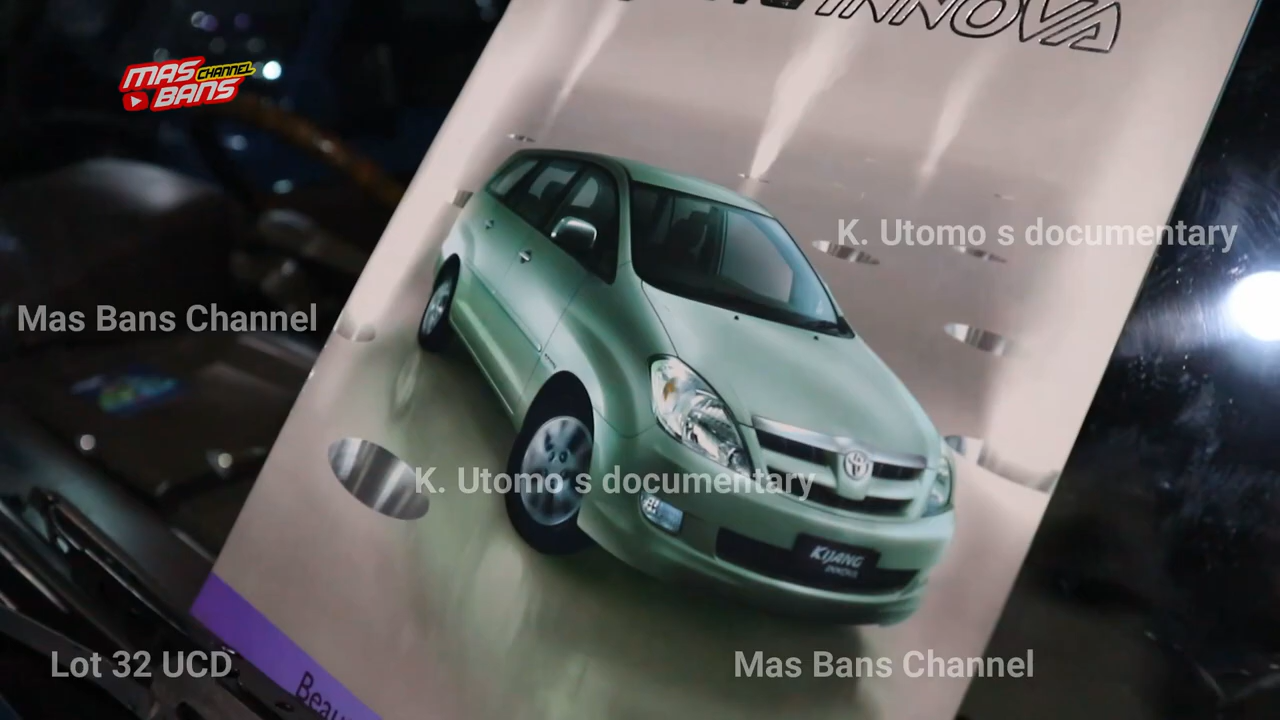 INNOVA
MAS
CHANNEL
BANS
K. Utomo s documentary
Mas Bans Channel
K. Utomo s documentary
KIJANG
INNOVA
Lot 32 UCD
Mas Bans Channel